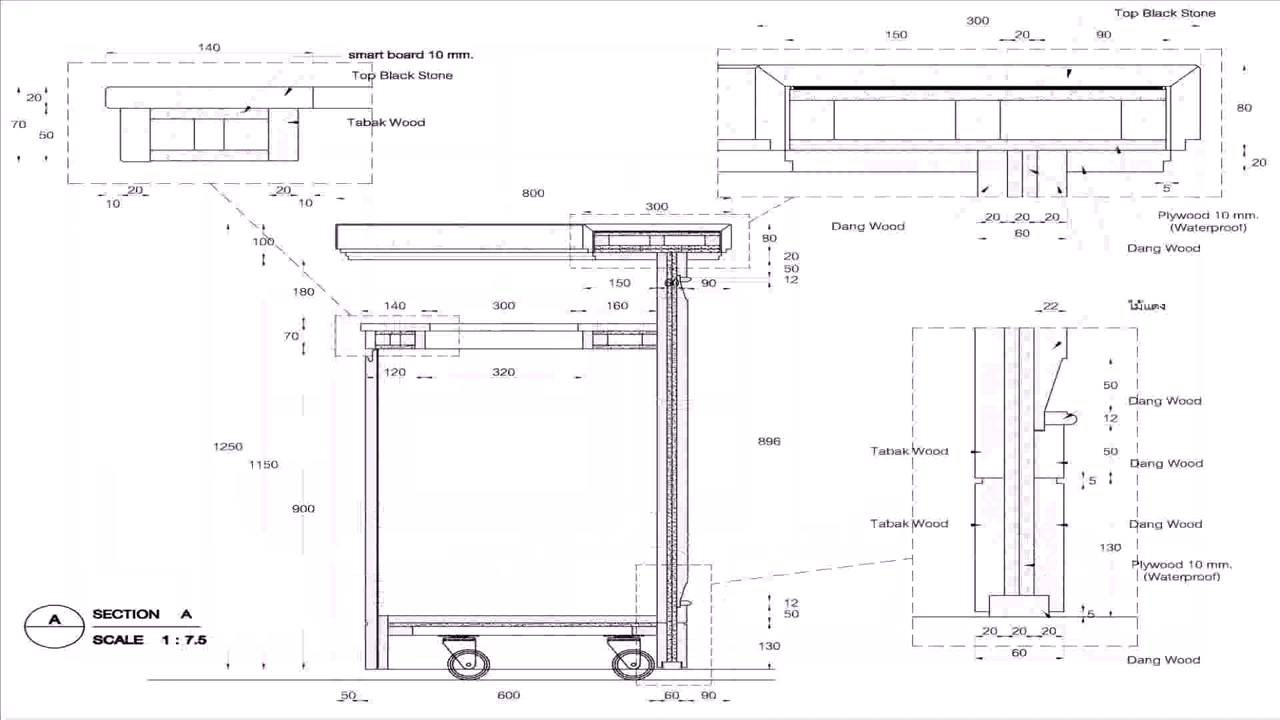 Top Black Stone
300
150
20
90
140
smart board 10 mm.
Top Black Stone
20
70
50
Tabak Wood
80
20
5
20
20
10
10
800
300
20
20
20
60
Dang Wood
Plywood 10 mm.
(Waterproof)
Dang Wood
100
80
20
50
12
150
60
90
180
140
300
160
70
120
320
22
ไม้แดง
50
12
Dang Wood
50
Tabak Wood
Dang Wood
5
1250
1150
896
900
Tabak Wood
Dang Wood
130
Plywood 10 mm.
(Waterproof)
12
50
5
130
20
20
20
60
Dang Wood
A
SECTION A
SCALE 1 : 7.5
50
600
60
90